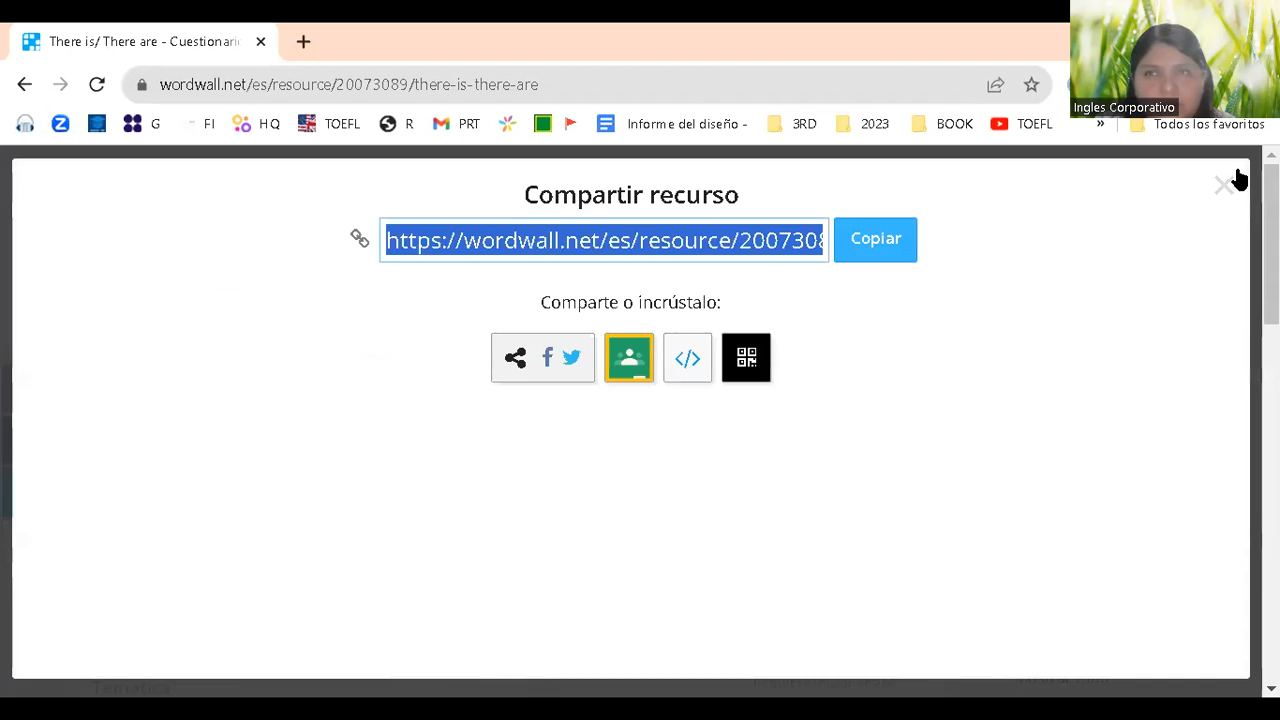 There is/ There are - Cuestionari
wordwall.net/es/resource/20073089/there-is-there-are
G FI HQ TOEFL R PRT Informe del diseño - 3RD 2023 BOOK TOEFL » Todos los favoritos
Ingles Corporativo
Compartir recurso
https://wordwall.net/es/resource/2007308
Copiar
Comparte o incrústalo: